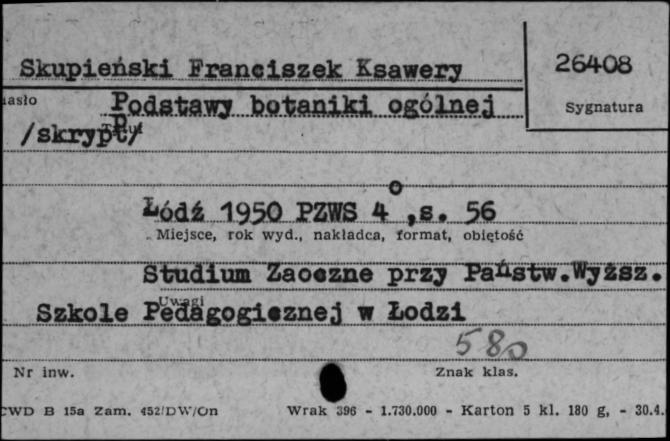 Skupieński Franciszek Ksawery
26408
asło
Podstawy botaniki ogólnej
Sygnatura
/skrypt/
Łódź 1950 PZWS 4°, s. 56
Miejsce, rok wyd., nakładca, format, objętość
Studium Zaoczne przy Państw.Wyższ.
Uwagi
Szkole Pedagogicznej w Łodzi
580
Nr inw.
Znak klas.
CWD B 15a Zam. 452/DW/On Wrak 396 - 1.730.000 - Karton 5 kl. 180 g, - 30.4.